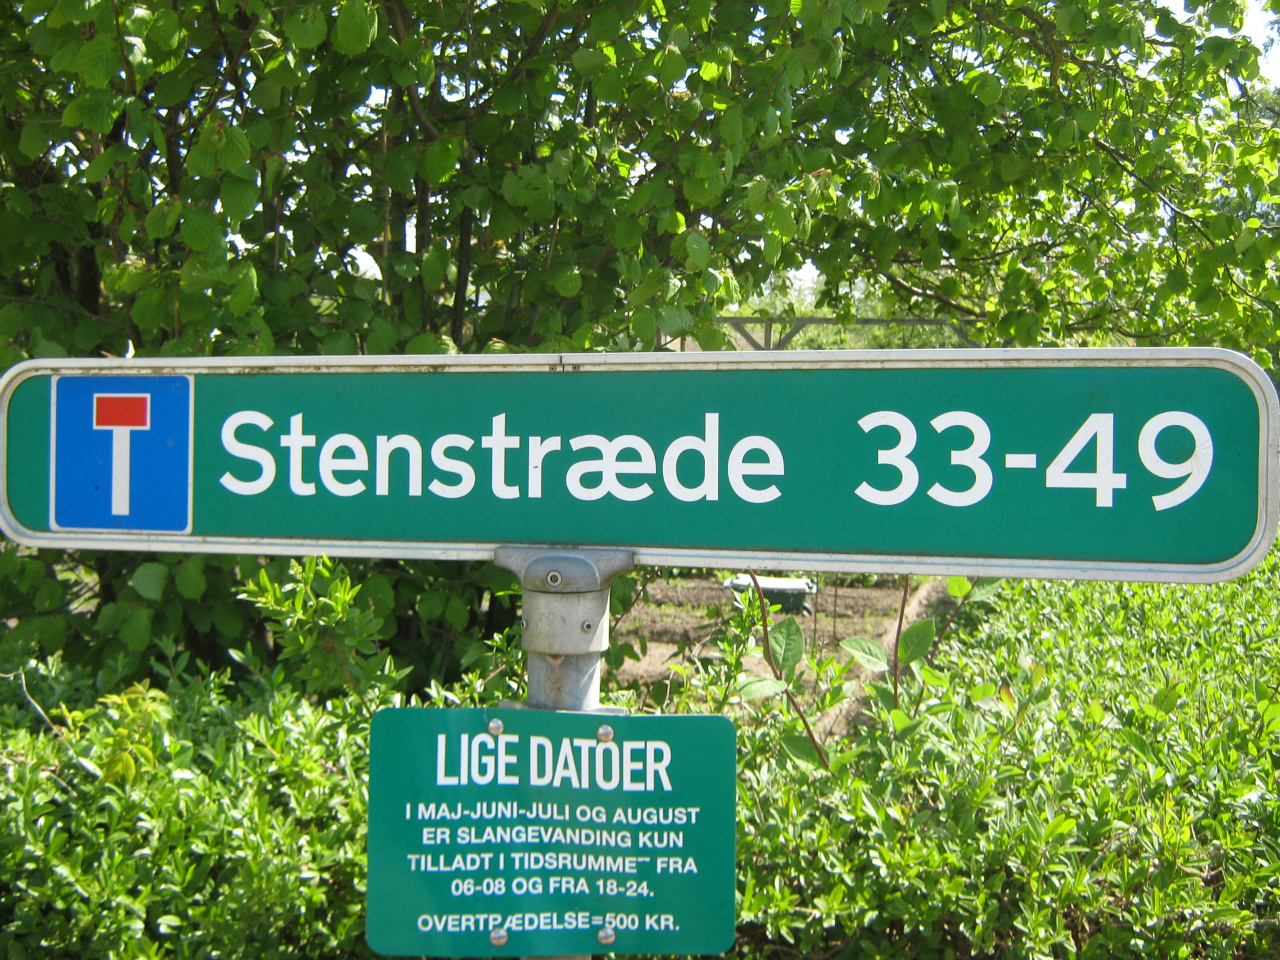 Stenstræde 33-49
LIGE DATOER
I MAJ-JUNI-JULI OG AUGUST
ER SLANGEVANDING KUN
TILLADT I TIDSRUMMET FRA
06-08 OG FRA 18-24.
OVERTRÆDELSE=500 KR.